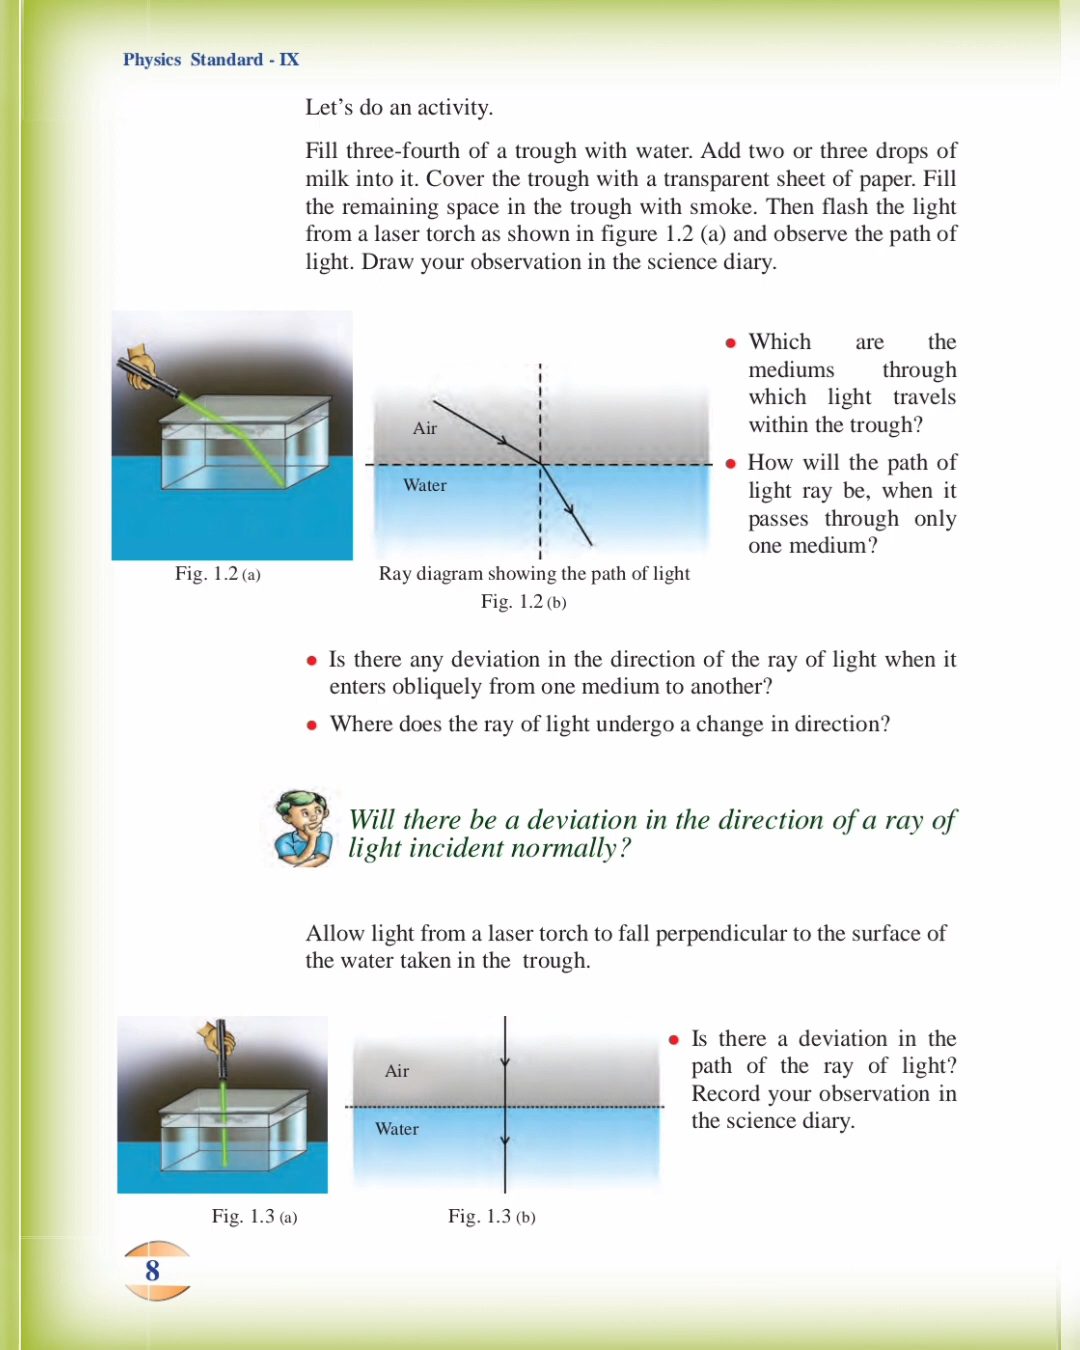 Physics Standard - IX
Let's do an activity.
Fill three-fourth of a trough with water. Add two or three drops of
milk into it. Cover the trough with a transparent sheet of paper. Fill
the remaining space in the trough with smoke. Then flash the light
from a laser torch as shown in figure 1.2 (a) and observe the path of
light. Draw your observation in the science diary.
Air
Water
Fig. 1.2 (a)
Ray diagram showing the path of light
Fig. 1.2 (b)
• Which are the
mediums through
which light travels
within the trough?
• How will the path of
light ray be, when it
passes through only
one medium?
• Is there any deviation in the direction of the ray of light when it
enters obliquely from one medium to another?
• Where does the ray of light undergo a change in direction?
Will there be a deviation in the direction of a ray of
light incident normally?
Allow light from a laser torch to fall perpendicular to the surface of
the water taken in the trough.
Air
Water
• Is there a deviation in the
path of the ray of light?
Record your observation in
the science diary.
Fig. 1.3 (a)
Fig. 1.3 (b)
8